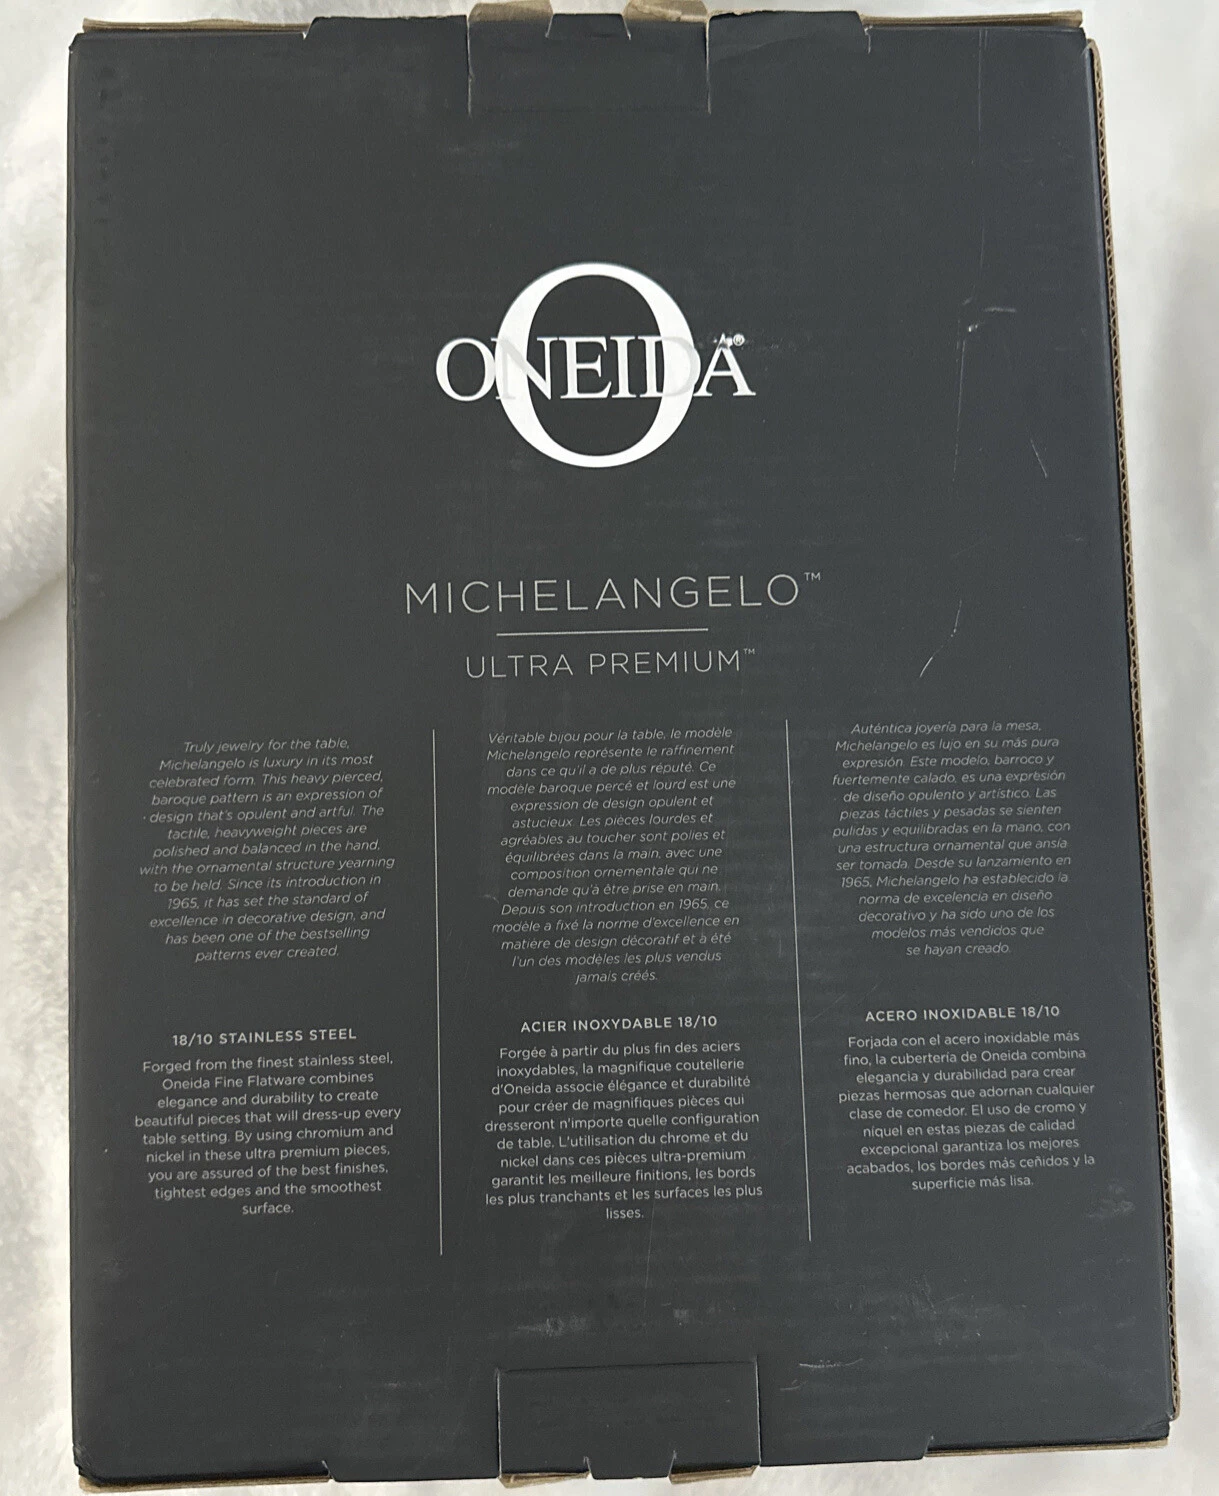 ONEIDA®
MICHELANGELO™
ULTRA PREMIUM™
Truly jewelry for the table,
Michelangelo is luxury in its most
celebrated form. This heavy pierced,
baroque pattern is an expression of
design that's opulent and artful. The
tactile, heavyweight pieces are
polished and balanced in the hand,
with the ornamental structure yearning
to be held. Since its introduction in
1965, it has set the standard of
excellence in decorative design, and
has been one of the bestselling
patterns ever created.
18/10 STAINLESS STEEL
Forged from the finest stainless steel,
Oneida Fine Flatware combines
elegance and durability to create
beautiful pieces that will dress-up every
table setting. By using chromium and
nickel in these ultra premium pieces,
you are assured of the best finishes,
tightest edges and the smoothest
surface.
Véritable bijou pour la table, le modèle
Michelangelo représente le raffinement
dans ce qu'il a de plus réputé. Ce
modèle baroque percé et lourd est une
expression de design opulent et
astucieux. Les pièces lourdes et
agréables au toucher sont polies et
équilibrées dans la main, avec une
composition ornementale qui ne
demande qu'à être prise en main.
Depuis son introduction en 1965, ce
modèle a fixé la norme d'excellence en
matière de design décoratif et à été
l'un des modèles les plus vendus
jamais créés.
ACIER INOXYDABLE 18/10
Forgée à partir du plus fin des aciers
inoxydables, la magnifique coutellerie
d'Oneida associe élégance et durabilité
pour créer de magnifiques pièces qui
dresseront n'importe quelle configuration
de table. L'utilisation du chrome et du
nickel dans ces pièces ultra-premium
garantit les meilleure finitions, les bords
les plus tranchants et les surfaces les plus
lisses.
Auténtica joyería para la mesa,
Michelangelo es lujo en su más pura
expresión. Este modelo, barroco y
fuertemente calado, es una expresión
de diseño opulento y artístico. Las
piezas táctiles y pesadas se sienten
pulidas y equilibradas en la mano, con
una estructura ornamental que ansía
ser tomada. Desde su lanzamiento en
1965, Michelangelo ha establecido la
norma de excelencia en diseño
decorativo y ha sido uno de los
modelos más vendidos que
se hayan creado.
ACERO INOXIDABLE 18/10
Forjada con el acero inoxidable más
fino, la cubertería de Oneida combina
elegancia y durabilidad para crear
piezas hermosas que adornan cualquier
clase de comedor. El uso de cromo y
níquel en estas piezas de calidad
excepcional garantiza los mejores
acabados, los bordes más ceñidos y la
superficie más lisa.